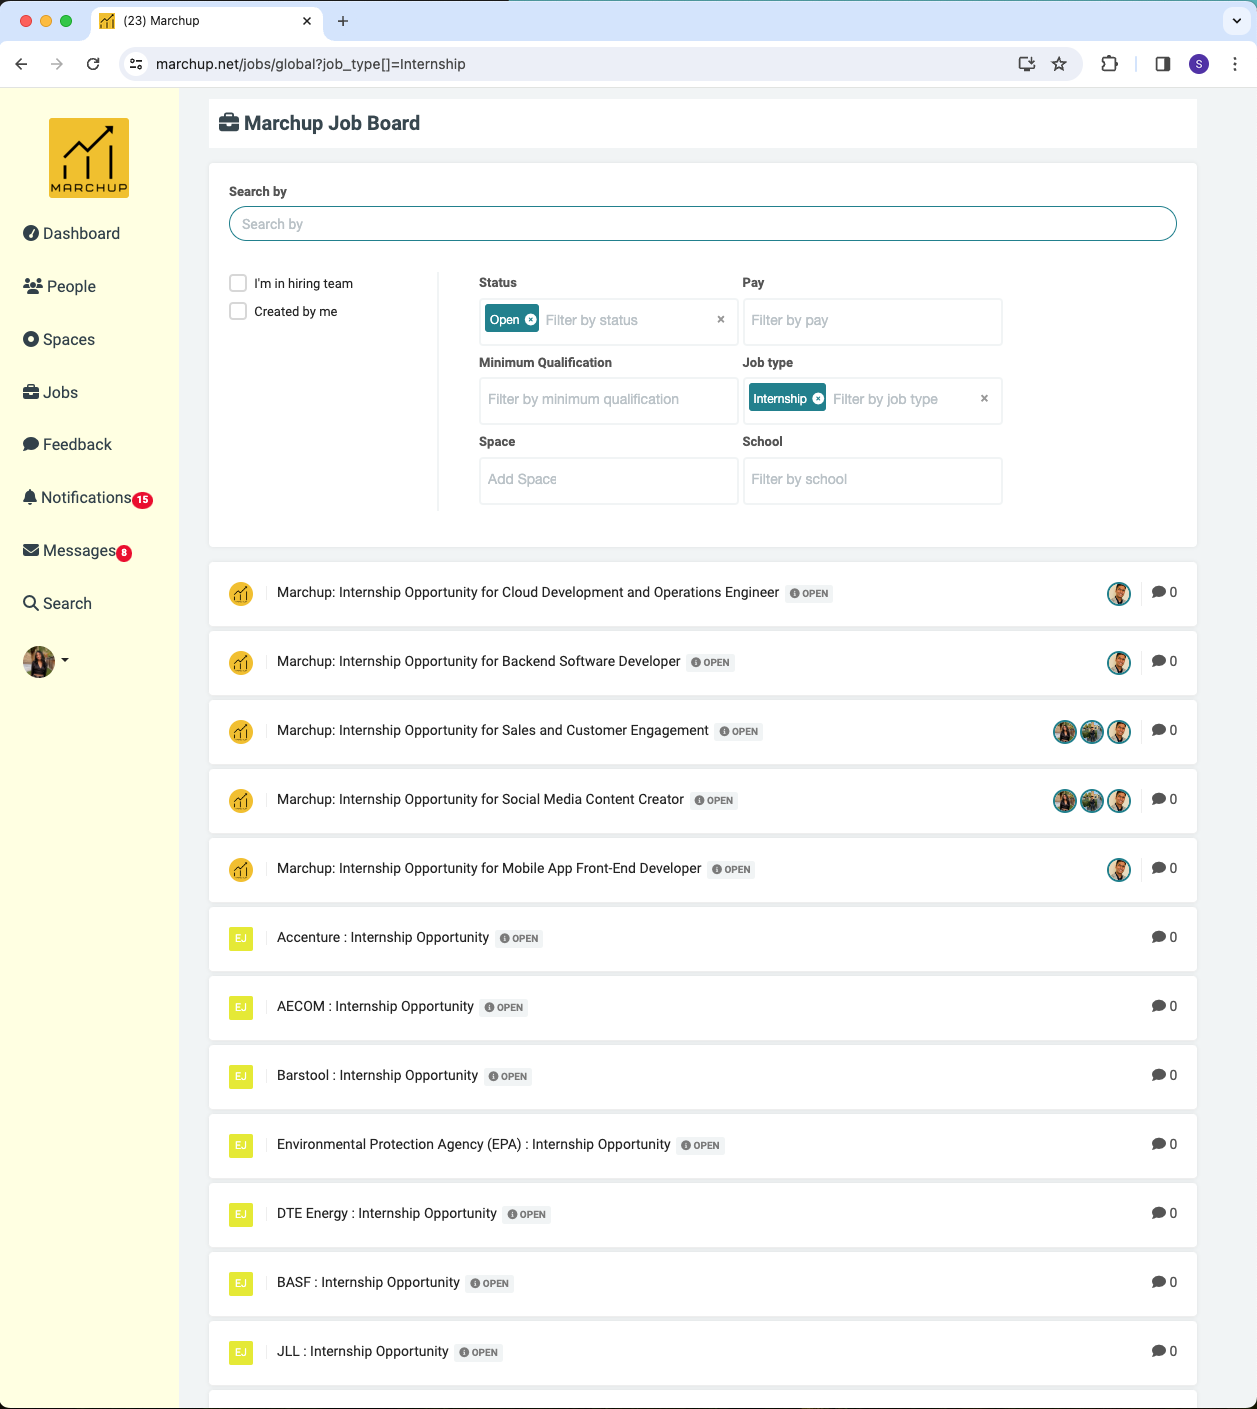 (23) Marchup
marchup.net/jobs/global?job_type[]=Internship
S
MARCHUP
Dashboard
People
Spaces
Jobs
Feedback
Notifications 15
Messages 8
Search
Marchup Job Board
Search by
Search by
I'm in hiring team
Created by me
Status
Pay
Open Filter by status
Filter by pay
Minimum Qualification
Job type
Filter by minimum qualification
Internship Filter by job type
Space
School
Add Space
Filter by school
Marchup: Internship Opportunity for Cloud Development and Operations Engineer OPEN 0
Marchup: Internship Opportunity for Backend Software Developer OPEN 0
Marchup: Internship Opportunity for Sales and Customer Engagement OPEN 0
Marchup: Internship Opportunity for Social Media Content Creator OPEN 0
Marchup: Internship Opportunity for Mobile App Front-End Developer OPEN 0
EJ Accenture : Internship Opportunity OPEN 0
EJ AECOM : Internship Opportunity OPEN 0
EJ Barstool : Internship Opportunity OPEN 0
EJ Environmental Protection Agency (EPA) : Internship Opportunity OPEN 0
EJ DTE Energy : Internship Opportunity OPEN 0
EJ BASF : Internship Opportunity OPEN 0
EJ JLL : Internship Opportunity OPEN 0